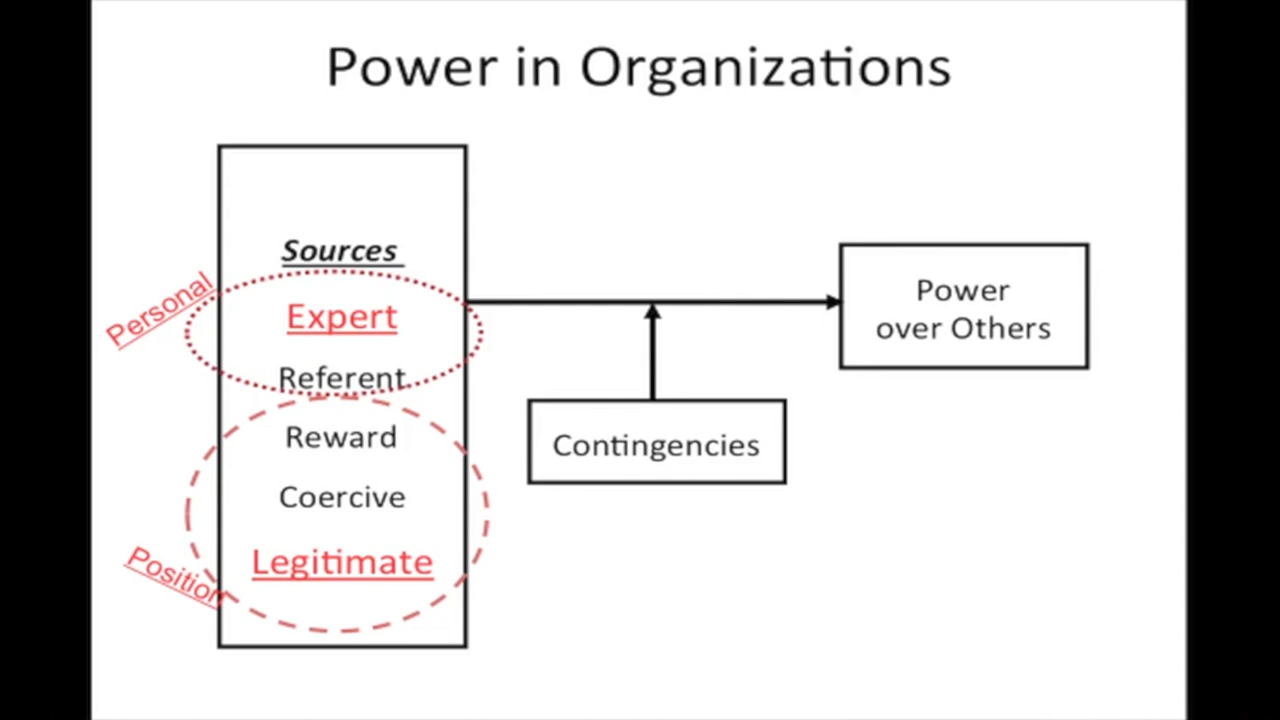 Power in Organizations
Sources
Personal
Expert
Referent
Reward
Coercive
Legitimate
Position
Power
over Others
Contingencies